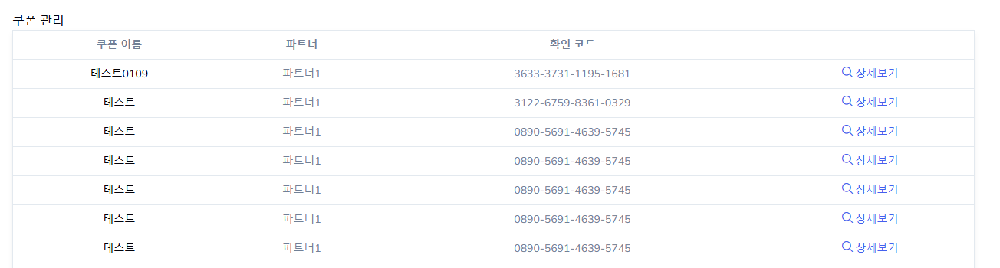 쿠폰 관리
쿠폰 이름 파트너 확인 코드
테스트0109 파트너1 3633-3731-1195-1681 상세보기
테스트 파트너1 3122-6759-8361-0329 상세보기
테스트 파트너1 0890-5691-4639-5745 상세보기
테스트 파트너1 0890-5691-4639-5745 상세보기
테스트 파트너1 0890-5691-4639-5745 상세보기
테스트 파트너1 0890-5691-4639-5745 상세보기
테스트 파트너1 0890-5691-4639-5745 상세보기